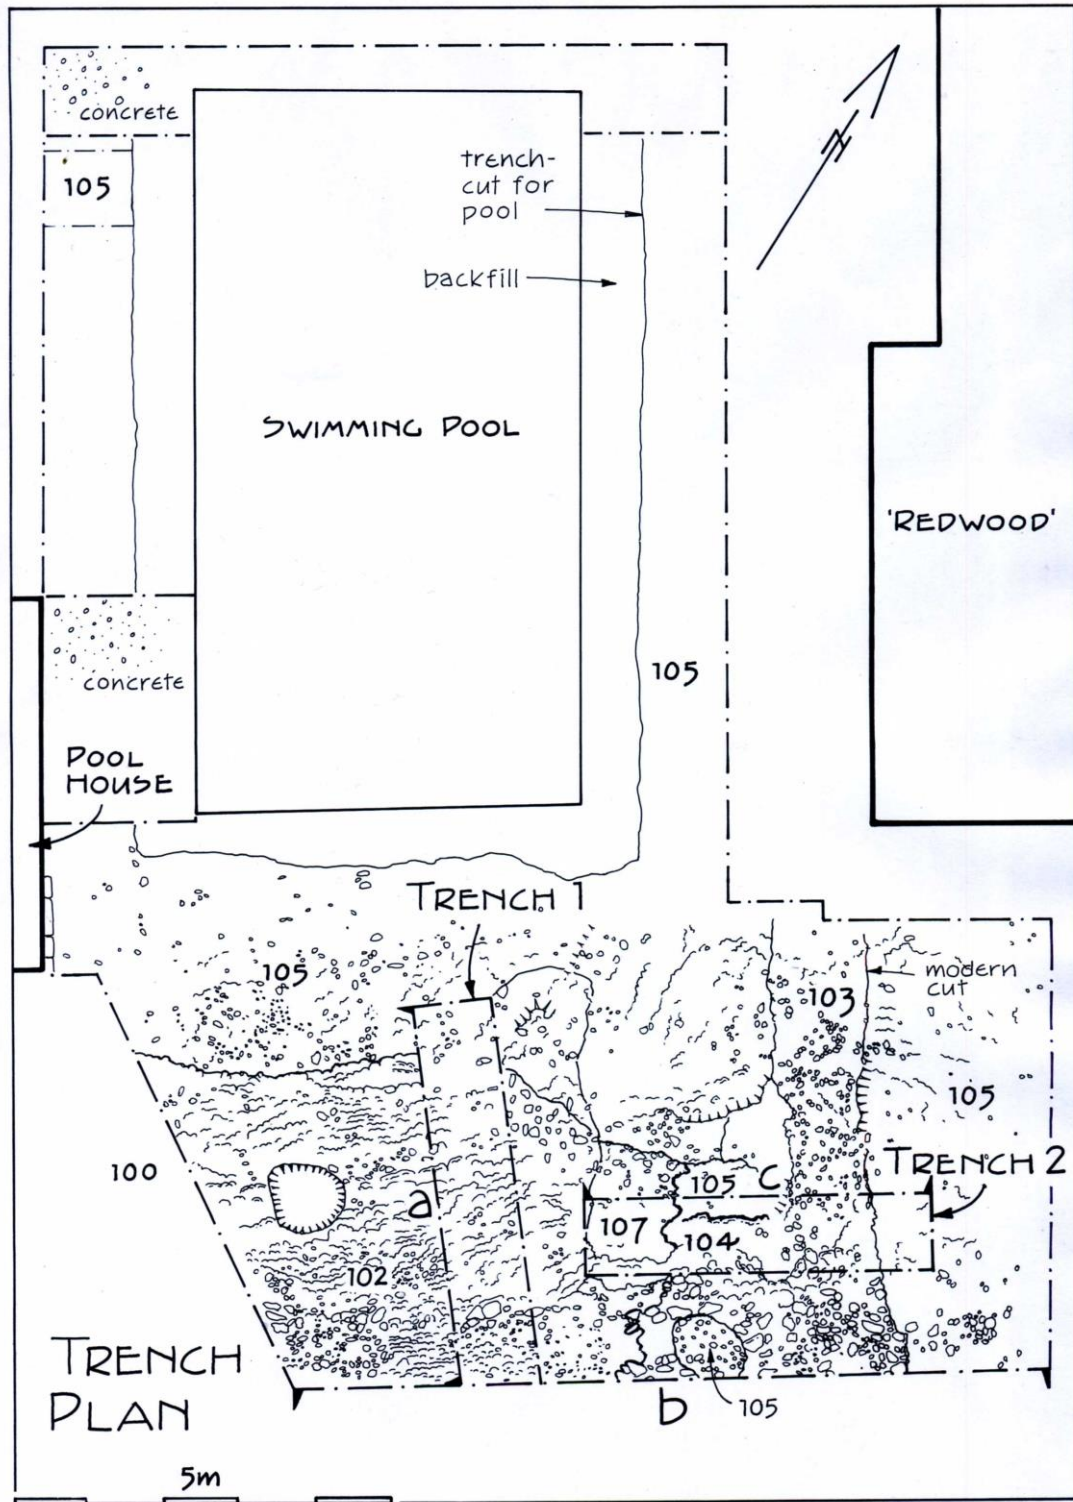 concrete
105
trench-
cut for
pool
backfill
N
SWIMMING POOL
'REDWOOD'
concrete
105
POOL
HOUSE
TRENCH 1
105
103
modern
cut
105
100
TRENCH 2
a
105
c
107
104
102
TRENCH
PLAN
b
105
5m